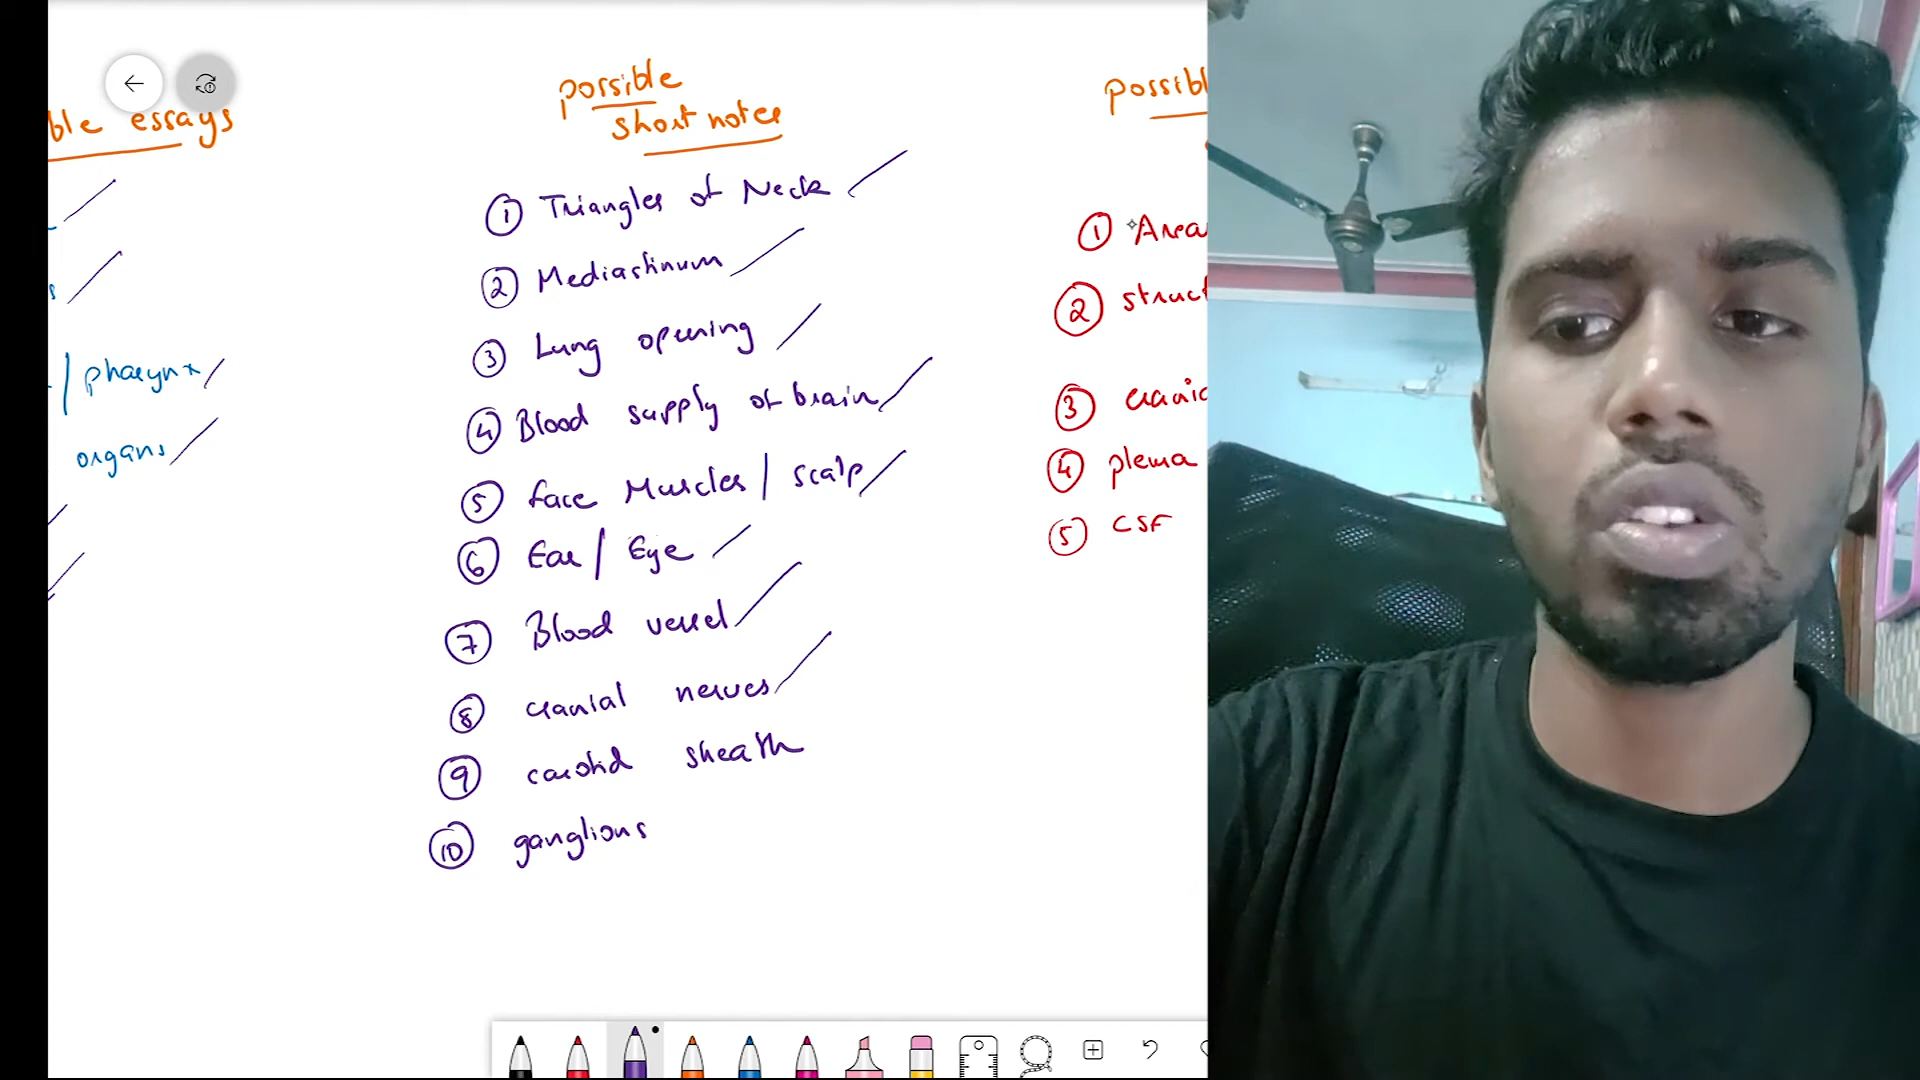 ble essays
/ pharynx
organs
possible
short notes
① Triangles of Neck
② Mediastinum
③ Lung opening
④ Blood supply of brain
⑤ face Muscles / scalp
⑥ Ear / Eye
⑦ Blood vessel
⑧ cranial nerves
⑨ carotid sheath
⑩ ganglions
possibl
① Area
② struct
③ cranic
④ pleura
⑤ CSF